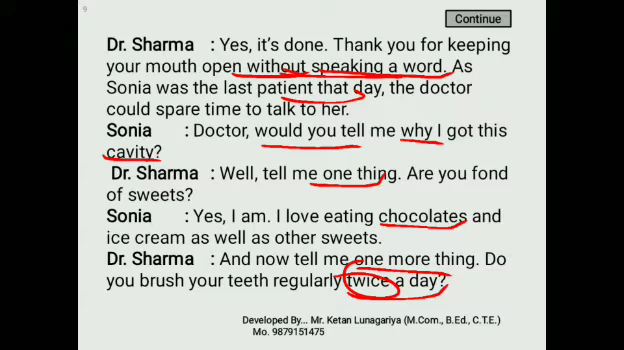 9
Continue
Dr. Sharma : Yes, it's done. Thank you for keeping
your mouth open without speaking a word. As
Sonia was the last patient that day, the doctor
could spare time to talk to her.
Sonia : Doctor, would you tell me why I got this
cavity?
Dr. Sharma : Well, tell me one thing. Are you fond
of sweets?
Sonia : Yes, I am. I love eating chocolates and
ice cream as well as other sweets.
Dr. Sharma : And now tell me one more thing. Do
you brush your teeth regularly twice a day?
Developed By... Mr. Ketan Lunagariya (M.Com., B.Ed., C.T.E.)
Mo. 9879151475